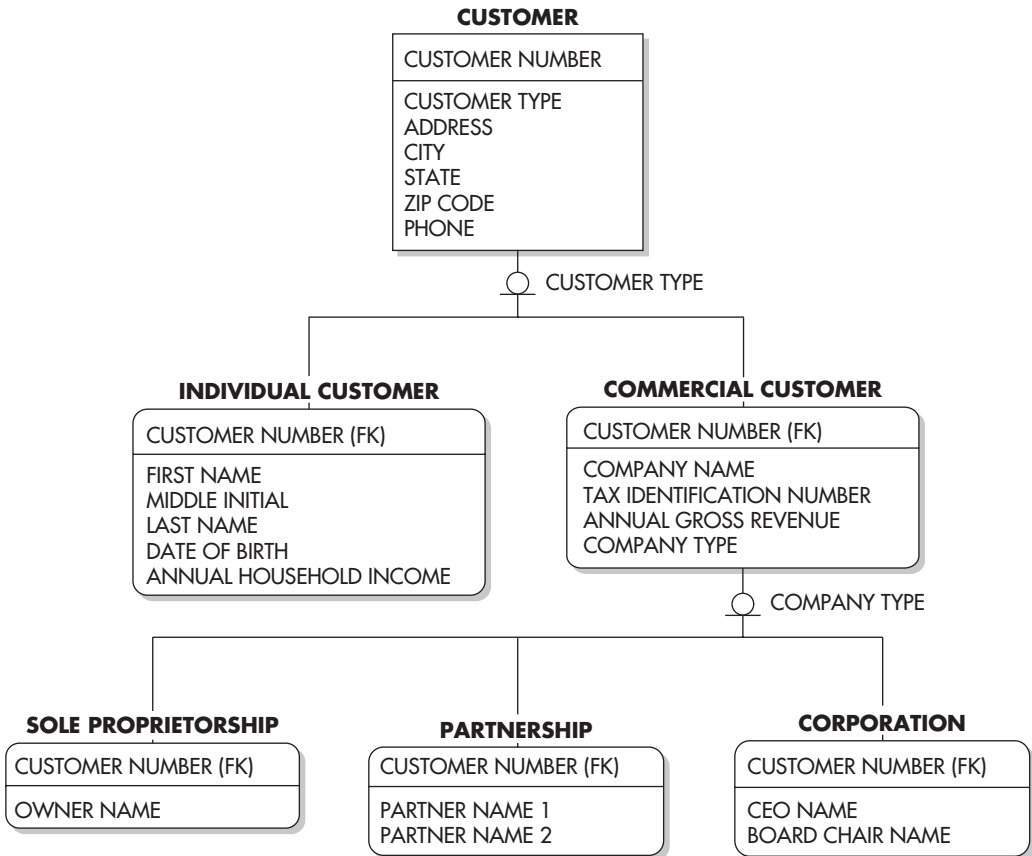 CUSTOMER
CUSTOMER NUMBER
CUSTOMER TYPE
ADDRESS
CITY
STATE
ZIP CODE
PHONE
CUSTOMER TYPE
INDIVIDUAL CUSTOMER
CUSTOMER NUMBER (FK)
FIRST NAME
MIDDLE INITIAL
LAST NAME
DATE OF BIRTH
ANNUAL HOUSEHOLD INCOME
COMMERCIAL CUSTOMER
CUSTOMER NUMBER (FK)
COMPANY NAME
TAX IDENTIFICATION NUMBER
ANNUAL GROSS REVENUE
COMPANY TYPE
COMPANY TYPE
SOLE PROPRIETORSHIP
CUSTOMER NUMBER (FK)
OWNER NAME
PARTNERSHIP
CUSTOMER NUMBER (FK)
PARTNER NAME 1
PARTNER NAME 2
CORPORATION
CUSTOMER NUMBER (FK)
CEO NAME
BOARD CHAIR NAME